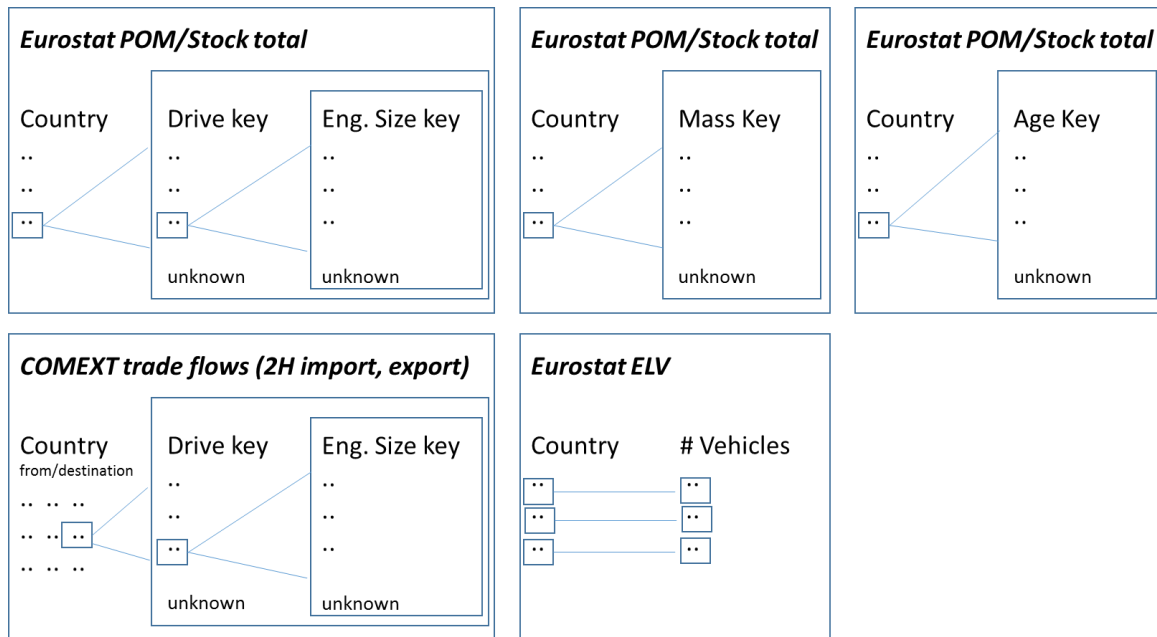 Eurostat POM/Stock total
Country Drive key Eng. Size key
.. .. ..
.. .. ..
.. .. ..
unknown unknown
Eurostat POM/Stock total
Country Mass Key
.. ..
.. ..
.. ..
unknown
Eurostat POM/Stock total
Country Age Key
.. ..
.. ..
.. ..
unknown
COMEXT trade flows (2H import, export)
Country Drive key Eng. Size key
from/destination
.. ..
.. .. .. .. ..
.. .. .. .. ..
.. .. ..
unknown unknown
Eurostat ELV
Country # Vehicles
.. ..
.. ..
.. ..